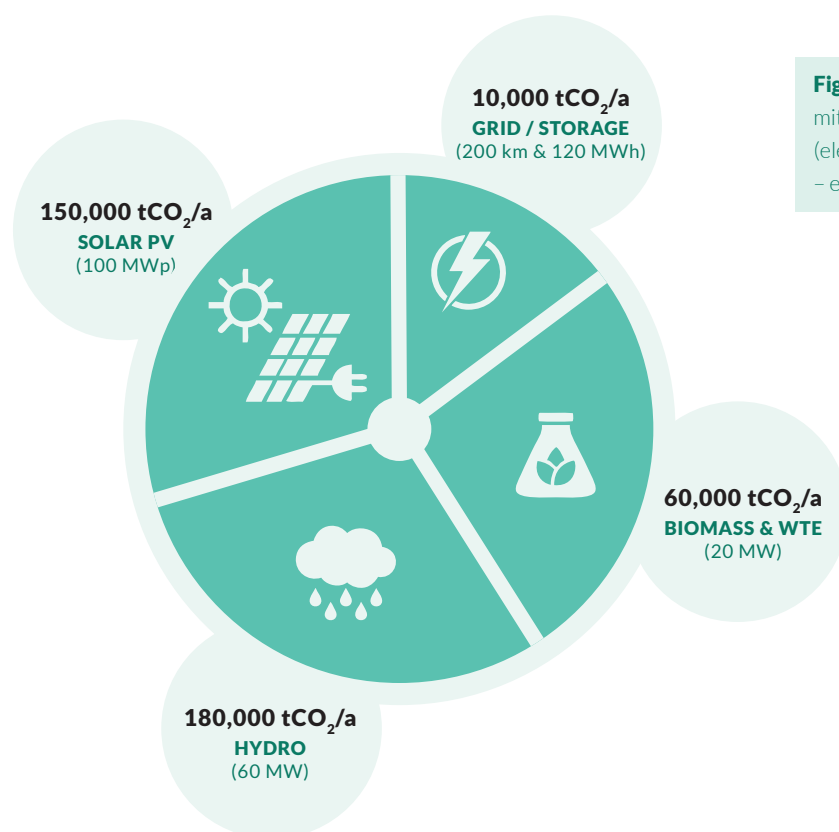 10,000 tCO₂/a
GRID / STORAGE
(200 km & 120 MWh)
150,000 tCO₂/a
SOLAR PV
(100 MWp)
60,000 tCO₂/a
BIOMASS & WTE
(20 MW)
180,000 tCO₂/a
HYDRO
(60 MW)